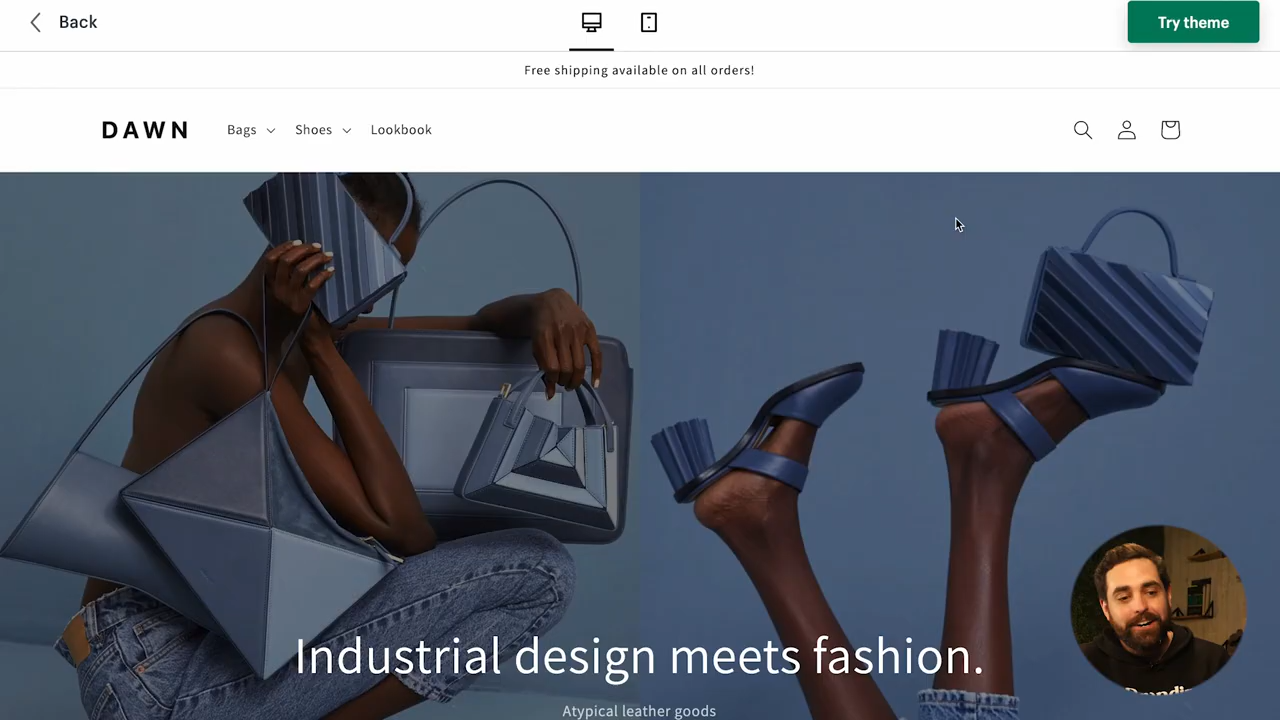 Back
Try theme
Free shipping available on all orders!
DAWN
Bags
Shoes
Lookbook
Industrial design meets fashion.
Atypical leather goods